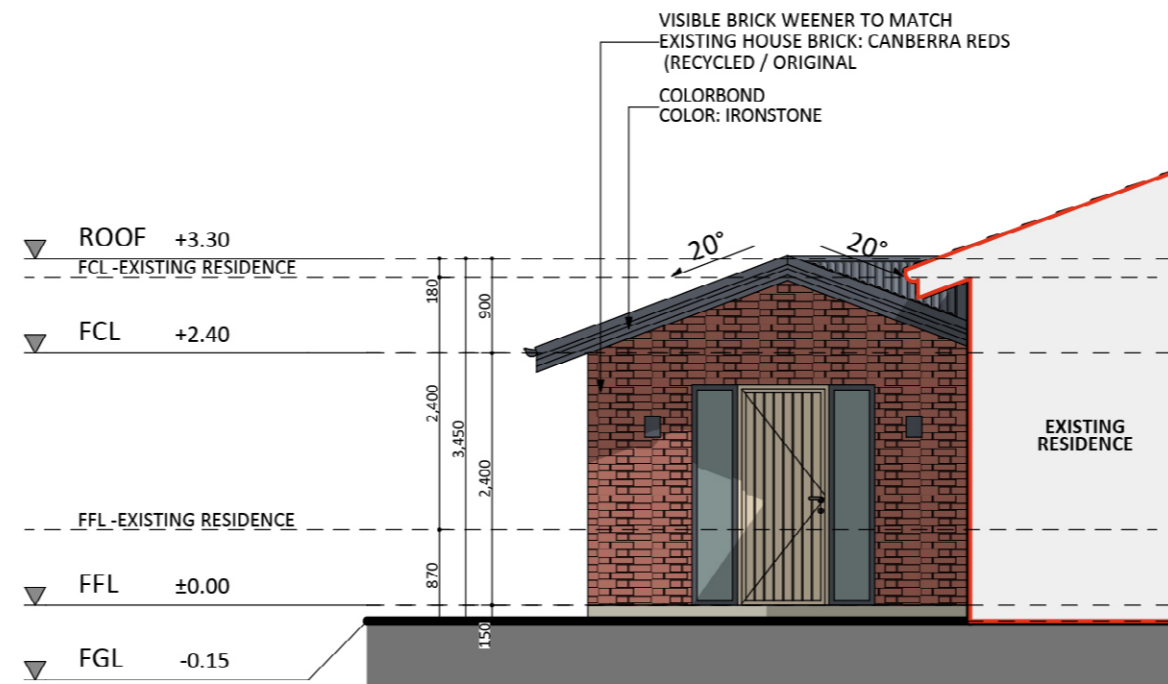 VISIBLE BRICK WEENER TO MATCH
EXISTING HOUSE BRICK: CANBERRA REDS
(RECYCLED / ORIGINAL
COLORBOND
COLOR: IRONSTONE
ROOF +3.30
FCL -EXISTING RESIDENCE
20°
20°
180
900
FCL +2.40
2,400
3,450
2,400
EXISTING
RESIDENCE
FFL -EXISTING RESIDENCE
870
FFL ±0.00
150
FGL -0.15